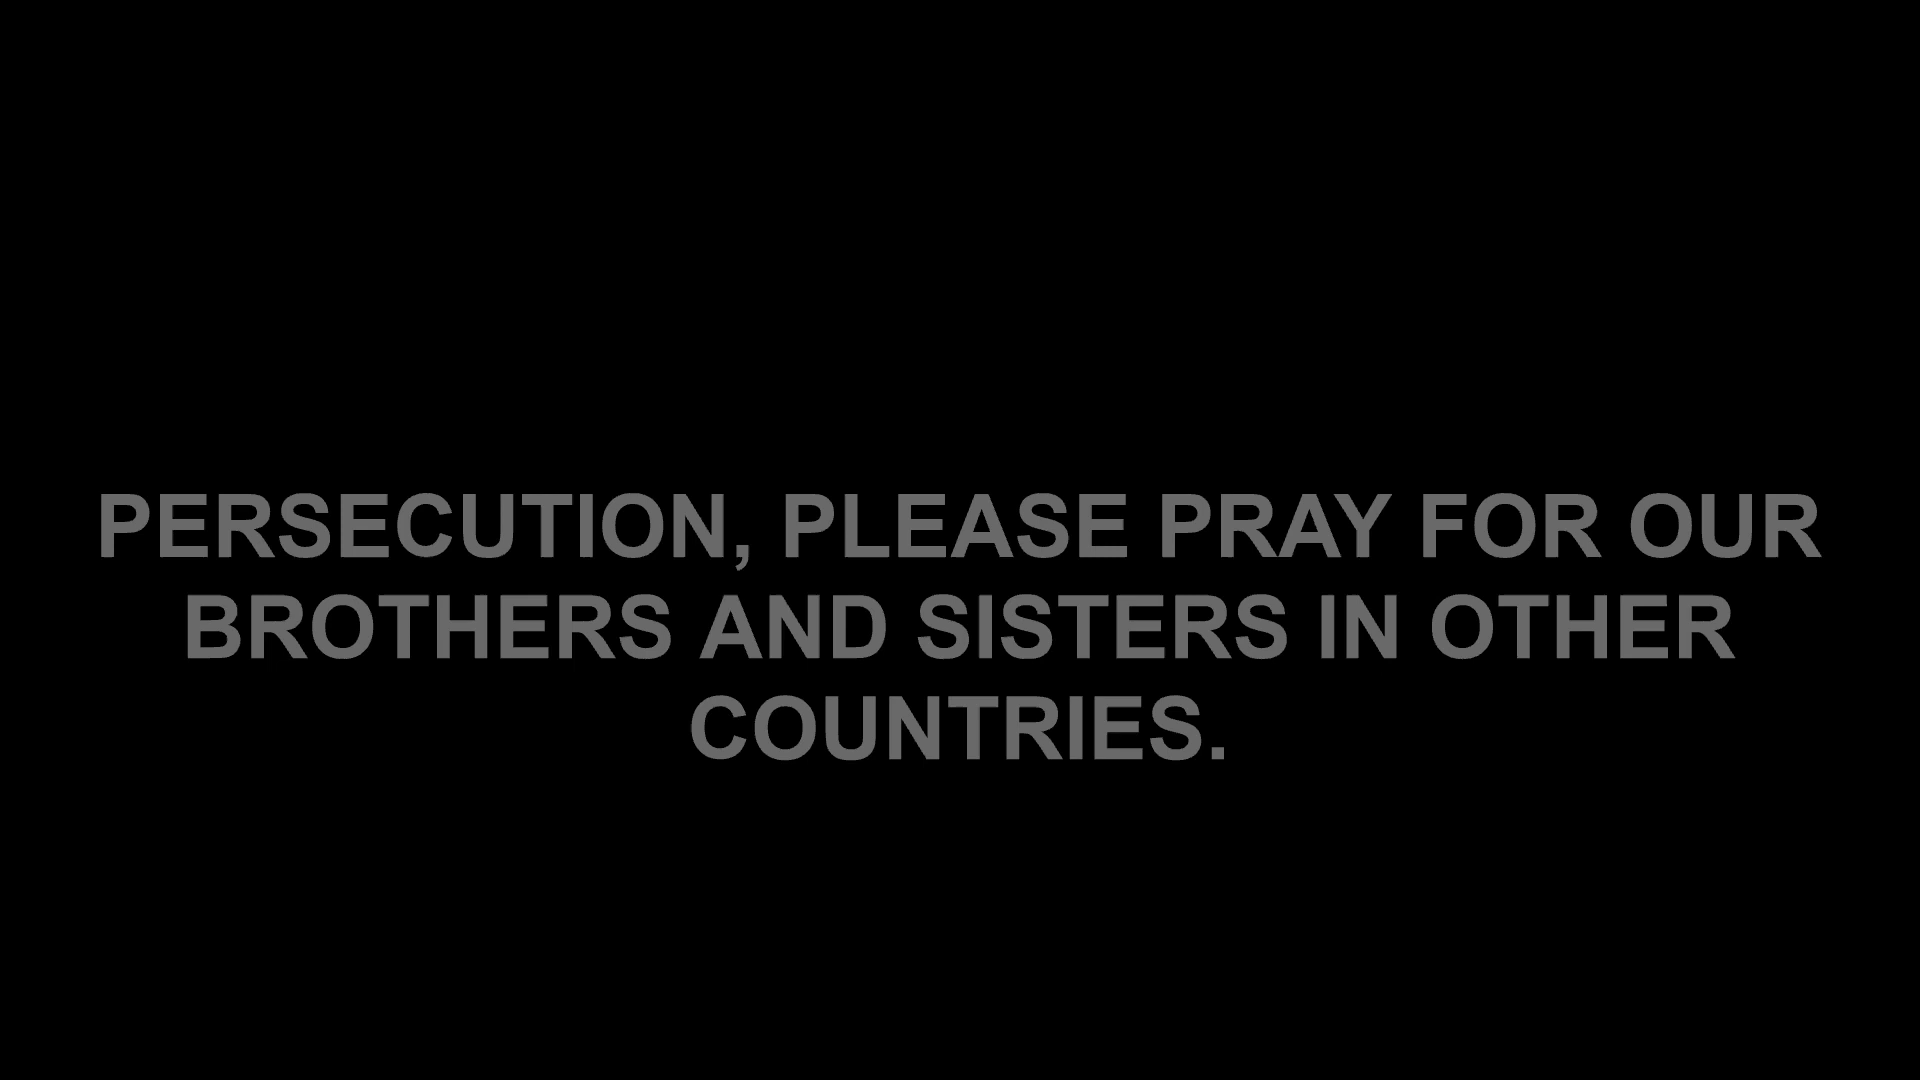 PERSECUTION, PLEASE PRAY FOR OUR
BROTHERS AND SISTERS IN OTHER
COUNTRIES.